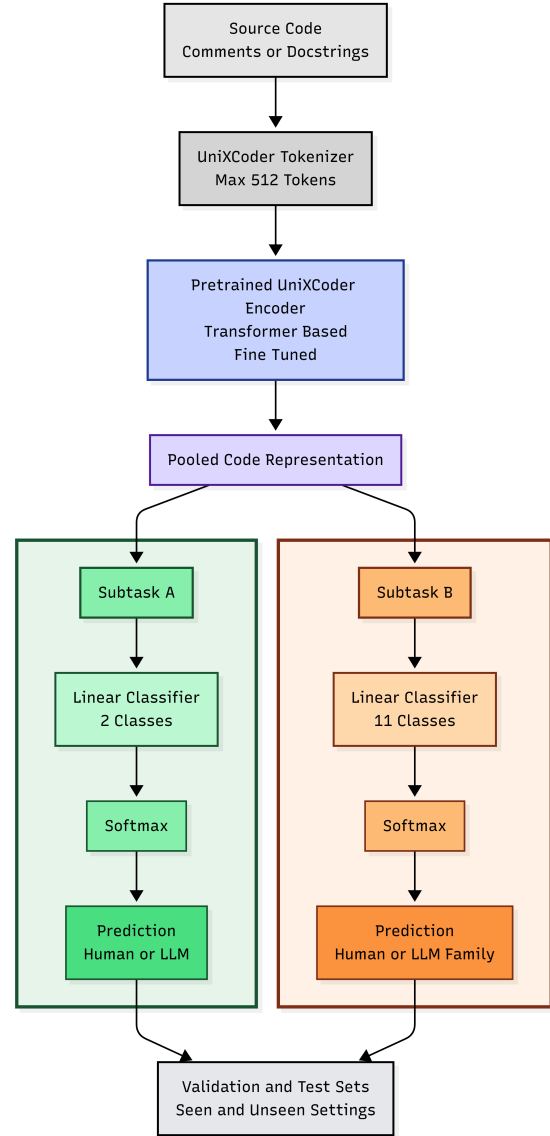 Source Code
Comments or Docstrings
UniXCoder Tokenizer
Max 512 Tokens
Pretrained UniXCoder
Encoder
Transformer Based
Fine Tuned
Pooled Code Representation
Subtask A
Linear Classifier
2 Classes
Softmax
Prediction
Human or LLM
Subtask B
Linear Classifier
11 Classes
Softmax
Prediction
Human or LLM Family
Validation and Test Sets
Seen and Unseen Settings